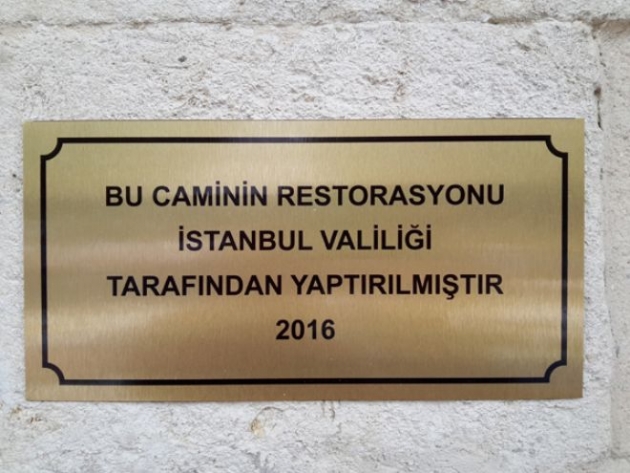 BU CAMİNİN RESTORASYONU
İSTANBUL VALİLİĞİ
TARAFINDAN YAPTIRILMIŞTIR
2016